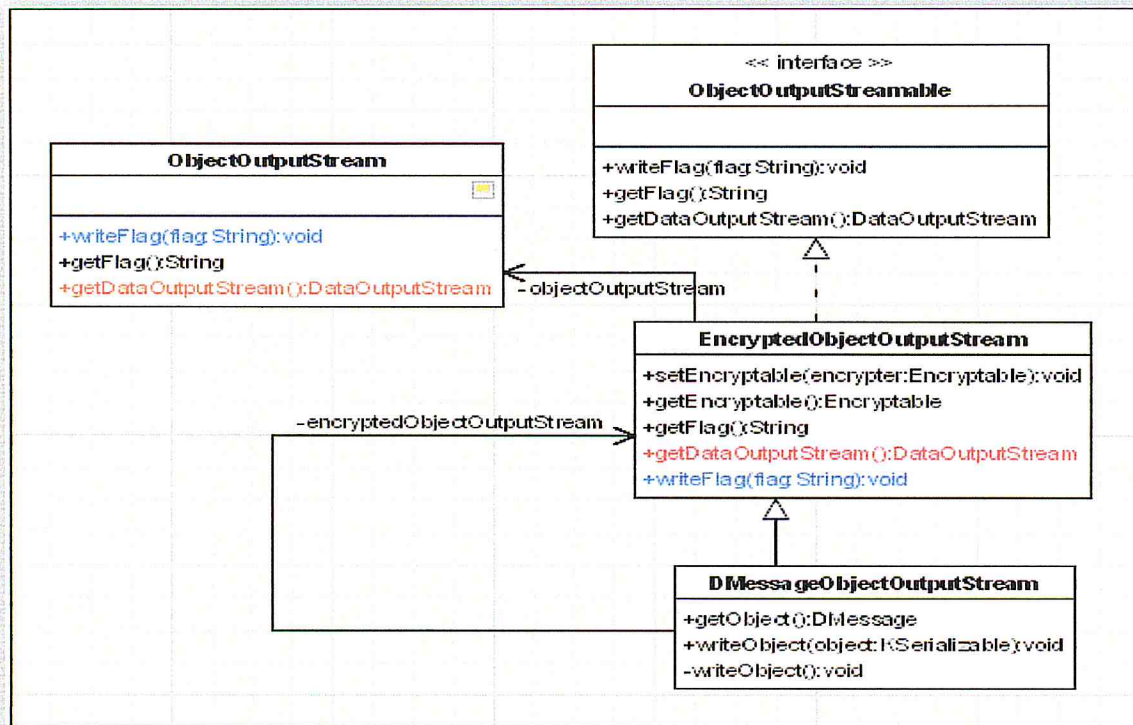 << interface >>
ObjectOutputStreamable
+writeFlag(flag:String):void
+getFlag():String
+getDataOutputStream():DataOutputStream
ObjectOutputStream
+writeFlag(flag:String):void
+getFlag():String
+getDataOutputStream():DataOutputStream
-objectOutputStream
EncryptedObjectOutputStream
+setEncryptable(encrypter:Encryptable):void
+getEncryptable():Encryptable
+getFlag():String
+getDataOutputStream():DataOutputStream
+writeFlag(flag:String):void
-encryptedObjectOutputStream
DMessageObjectOutputStream
+getObject():DMessage
+writeObject(object:KSerializable):void
-writeObject():void